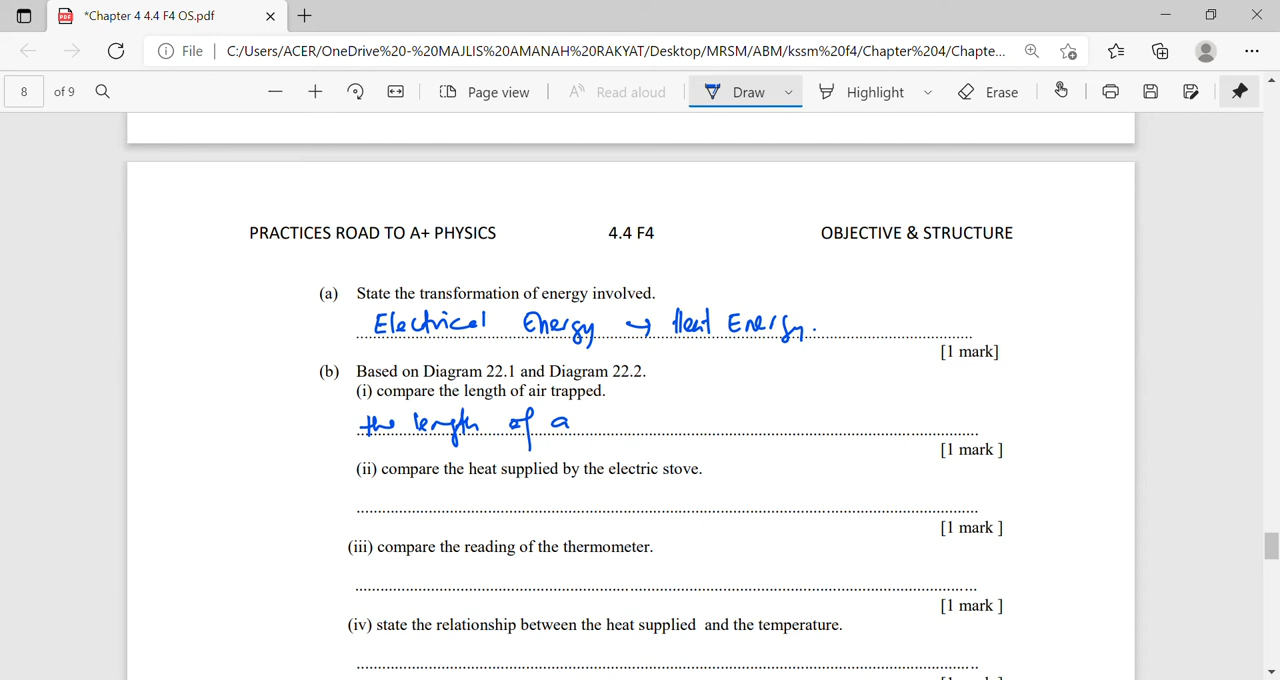 *Chapter 4 4.4 F4 OS.pdf
File C:/Users/ACER/OneDrive%20-%20MAJLIS%20AMANAH%20RAKYAT/Desktop/MRSM/ABM/kssm%20f4/Chapter%204/Chapte...
8 of 9 Page view Read aloud Draw Highlight Erase
PRACTICES ROAD TO A+ PHYSICS 4.4 F4 OBJECTIVE & STRUCTURE
(a) State the transformation of energy involved.
Electrical Energy → Heat Energy.
[1 mark]
(b) Based on Diagram 22.1 and Diagram 22.2.
(i) compare the length of air trapped.
the length of a
[1 mark ]
(ii) compare the heat supplied by the electric stove.
[1 mark ]
(iii) compare the reading of the thermometer.
[1 mark ]
(iv) state the relationship between the heat supplied and the temperature.